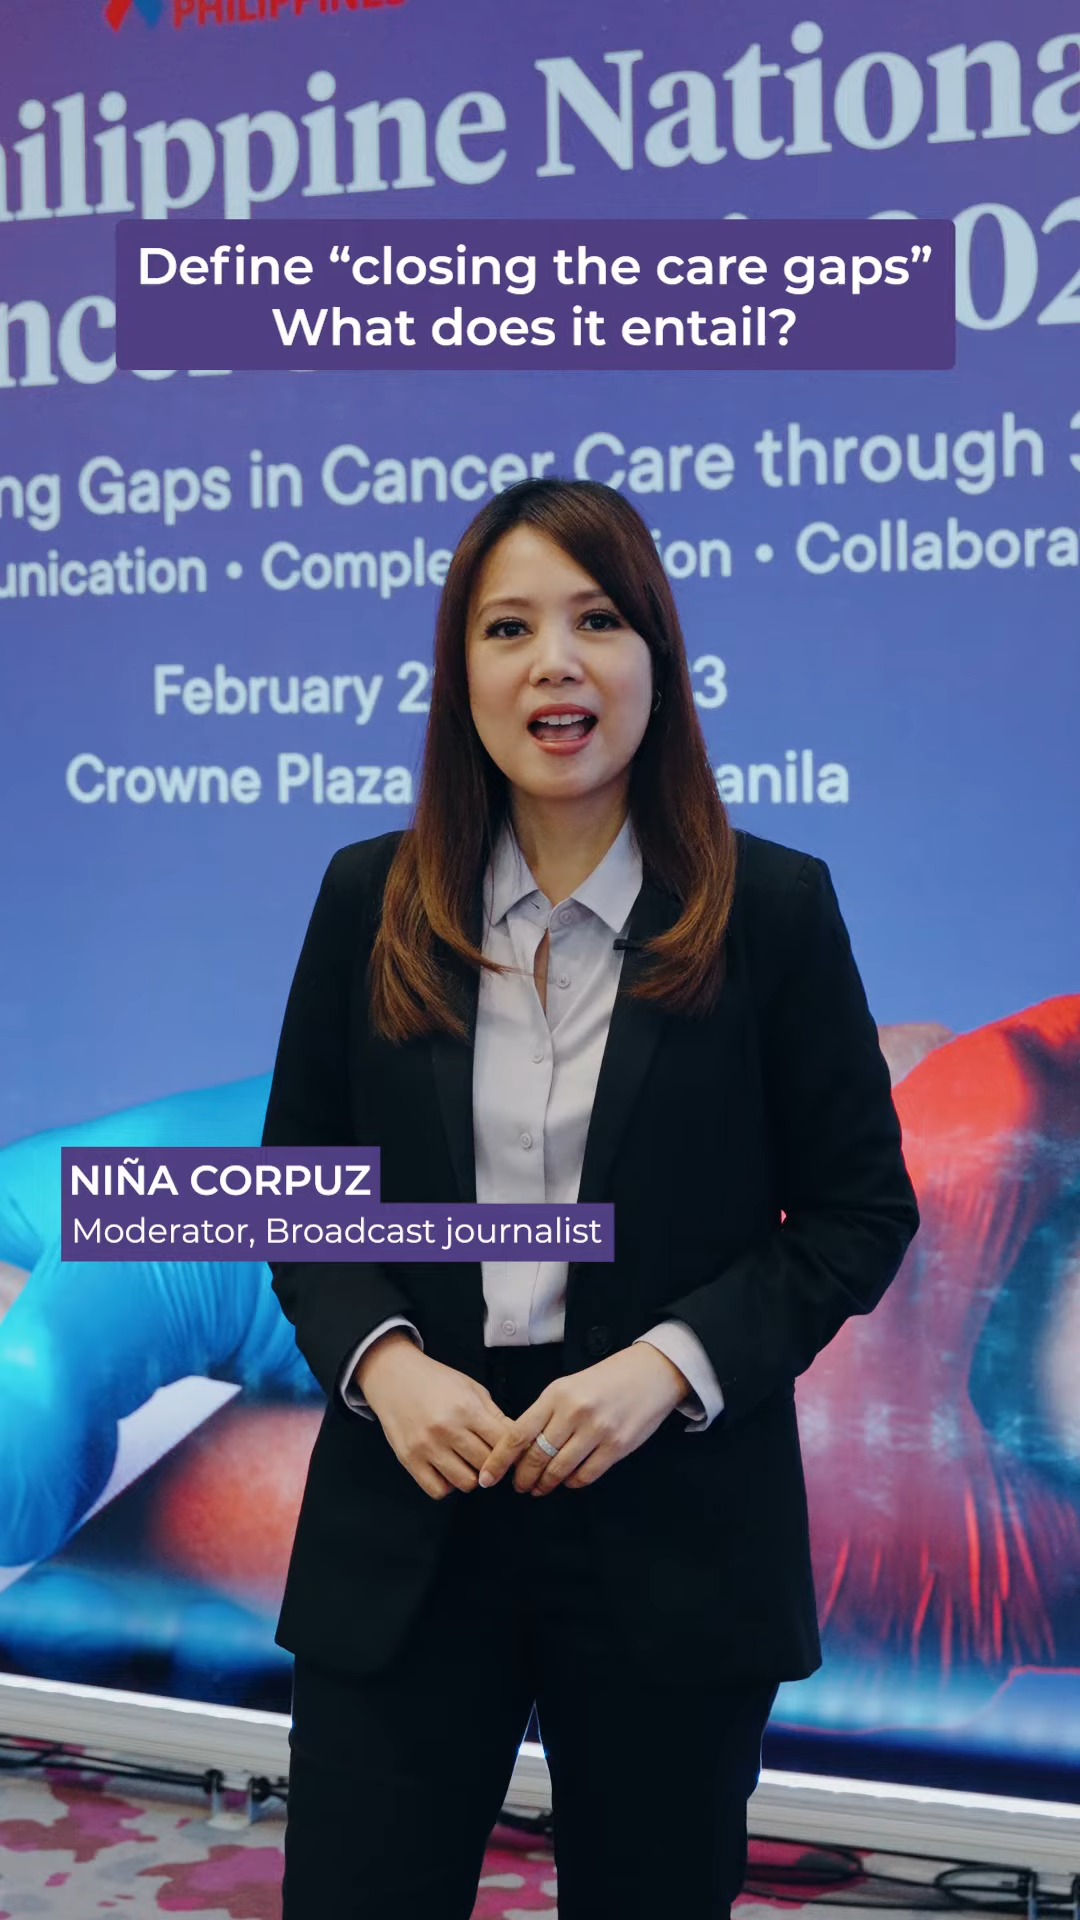 PHILIPPINES
ilippine Nationa
Define “closing the care gaps”
What does it entail?
nc
02
ng Gaps in Cancer Care through 3
unication • Comple ion • Collabora
February 2 3
Crowne Plaza anila
NIÑA CORPUZ
Moderator, Broadcast journalist